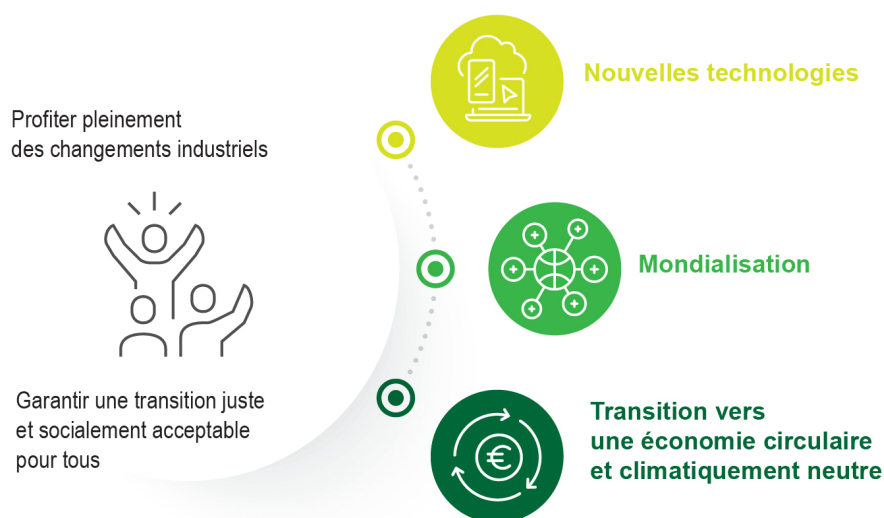 Profiter pleinement
des changements industriels
Garantir une transition juste
et socialement acceptable
pour tous
Nouvelles technologies
Mondialisation
€
Transition vers
une économie circulaire
et climatiquement neutre